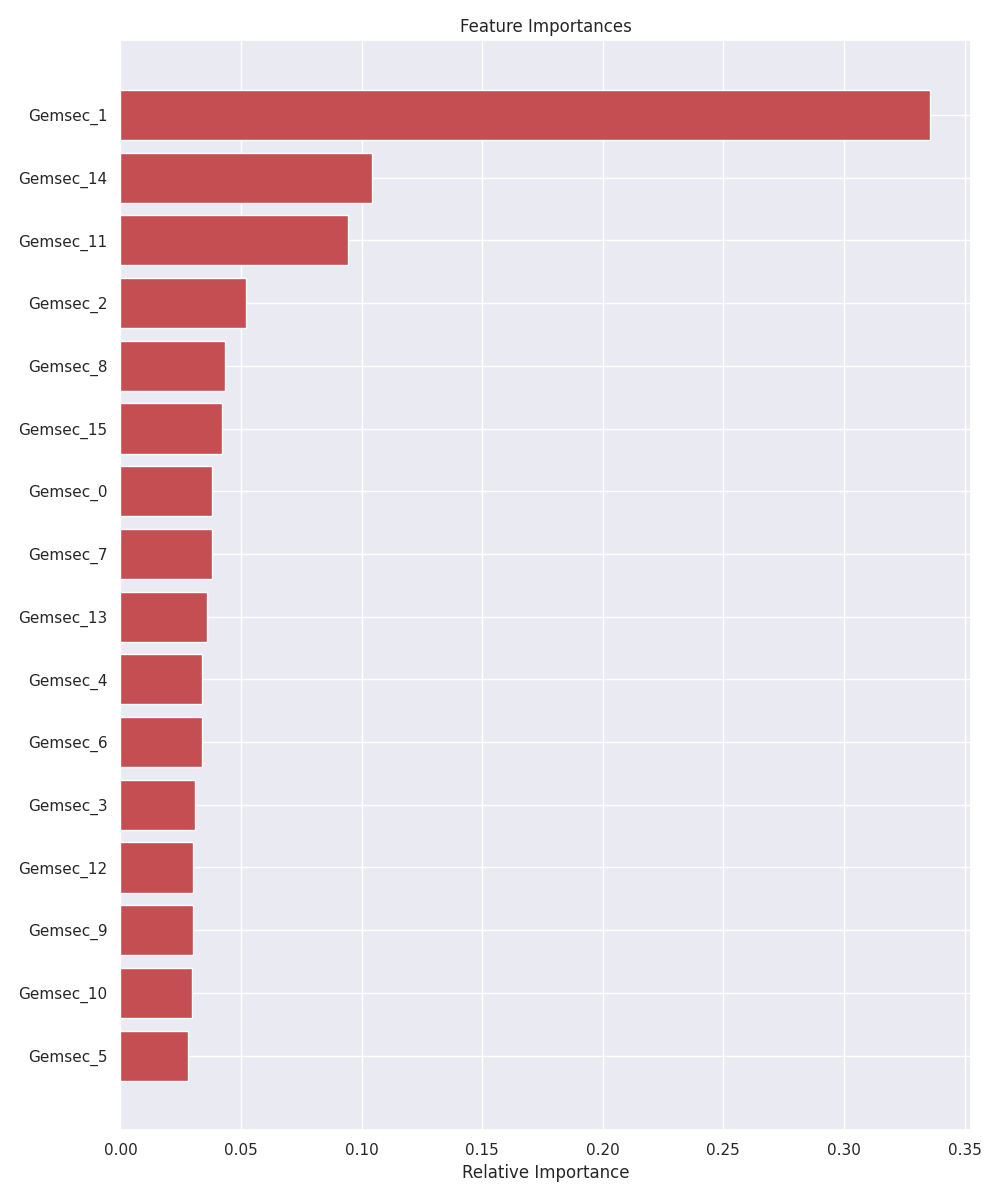 Feature Importances
Gemsec_1
Gemsec_14
Gemsec_11
Gemsec_2
Gemsec_8
Gemsec_15
Gemsec_0
Gemsec_7
Gemsec_13
Gemsec_4
Gemsec_6
Gemsec_3
Gemsec_12
Gemsec_9
Gemsec_10
Gemsec_5
0.00 0.05 0.10 0.15 0.20 0.25 0.30 0.35
Relative Importance